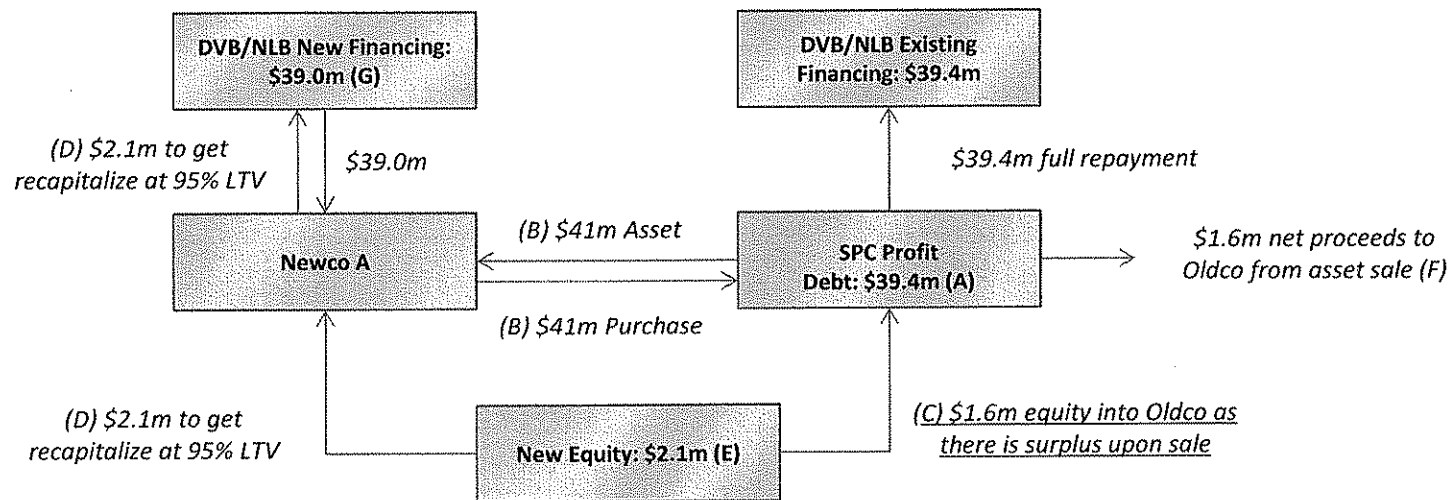 DVB/NLB New Financing:
$39.0m (G)
DVB/NLB Existing
Financing: $39.4m
(D) $2.1m to get
recapitalize at 95% LTV
$39.0m
$39.4m full repayment
Newco A
(B) $41m Asset
SPC Profit
Debt: $39.4m (A)
$1.6m net proceeds to
Oldco from asset sale (F)
(B) $41m Purchase
(D) $2.1m to get
recapitalize at 95% LTV
New Equity: $2.1m (E)
(C) $1.6m equity into Oldco as
there is surplus upon sale